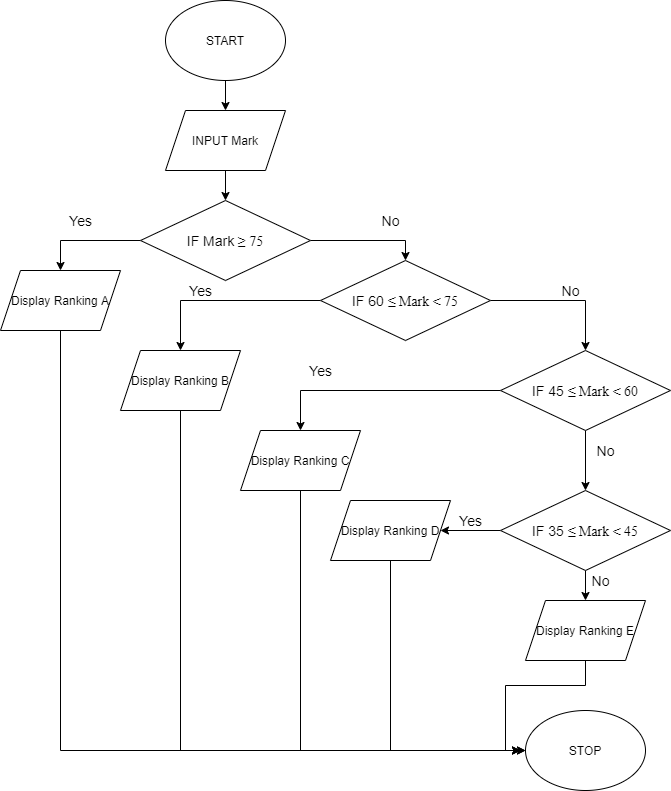 START
INPUT Mark
Yes
No
IF Mark ≥ 75
Display Ranking A
Yes
IF 60 ≤ Mark < 75
No
Display Ranking B
Yes
IF 45 ≤ Mark < 60
No
Display Ranking C
Display Ranking D
Yes
IF 35 ≤ Mark < 45
No
Display Ranking E
STOP